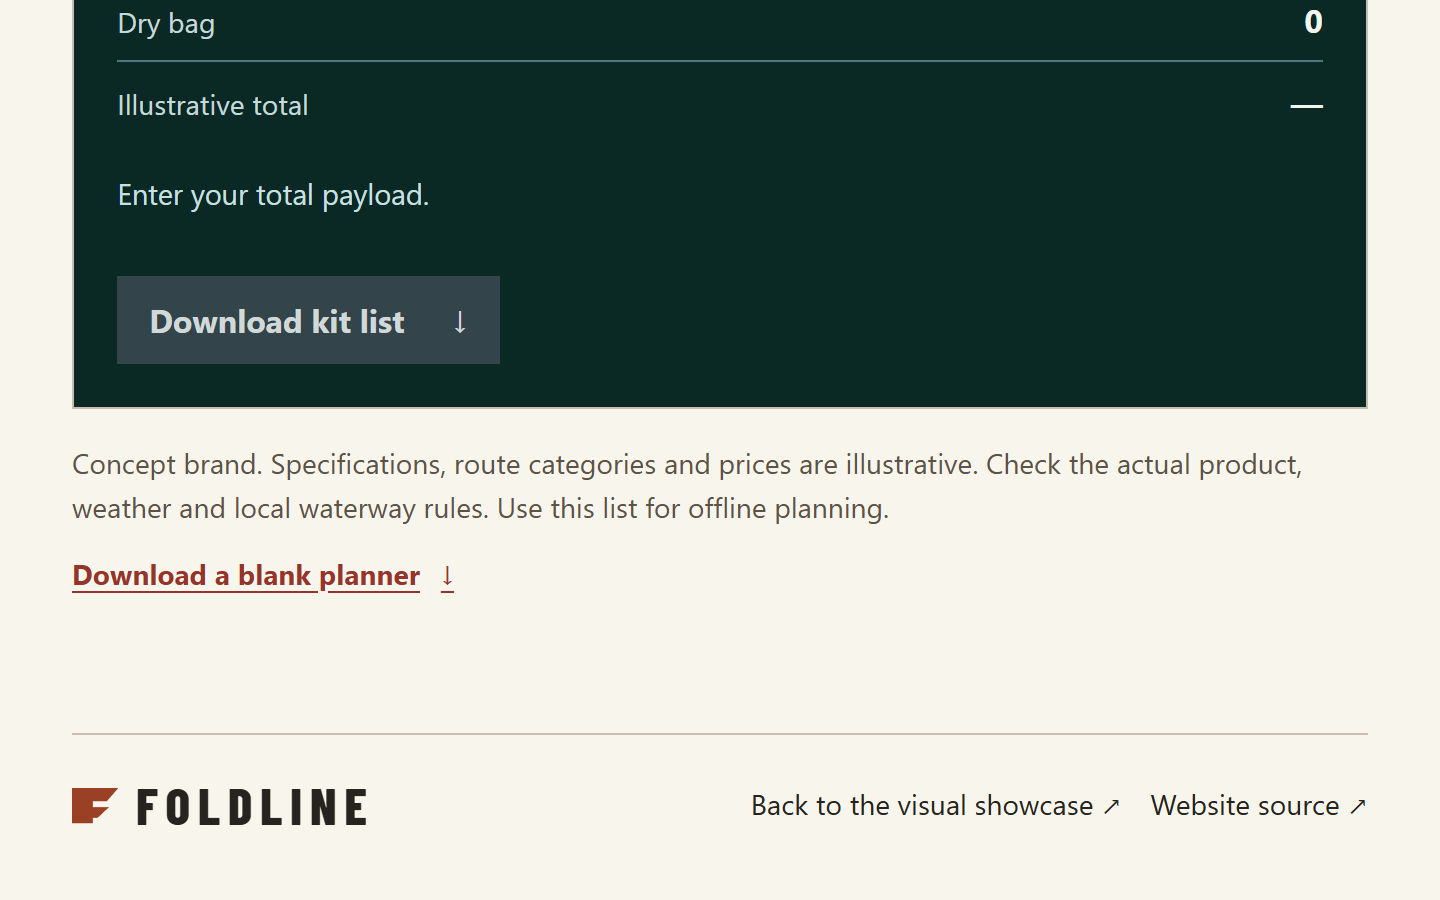 Dry bag 0
Illustrative total —
Enter your total payload.
Download kit list ↓
Concept brand. Specifications, route categories and prices are illustrative. Check the actual product,
weather and local waterway rules. Use this list for offline planning.
Download a blank planner ↓
FOLDLINE Back to the visual showcase ↗ Website source ↗